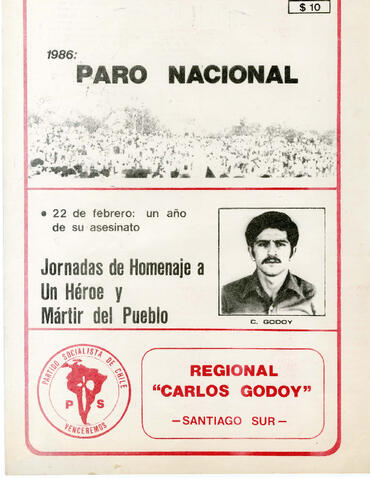 $ 10
1986:
PARO NACIONAL
• 22 de febrero: un año
de su asesinato
Jornadas de Homenaje a
Un Héroe y
Mártir del Pueblo
C. GODOY
PARTIDO SOCIALISTA DE CHILE
P S
VENCEREMOS
REGIONAL
"CARLOS GODOY"
—SANTIAGO SUR—